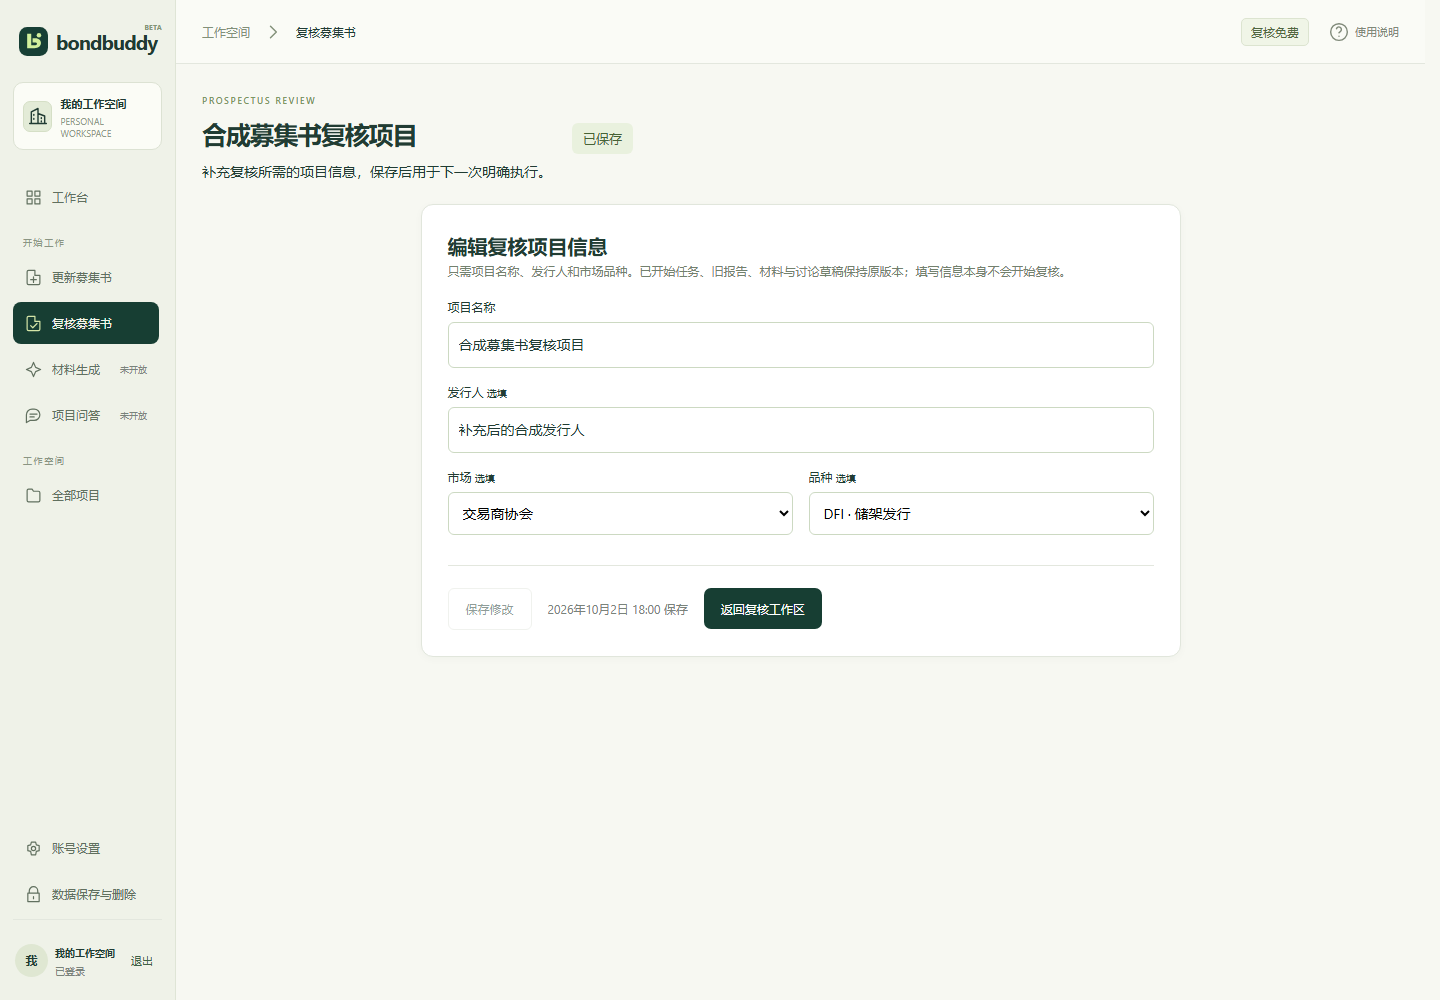 bondbuddy BETA
我的工作空间
PERSONAL
WORKSPACE
工作台
开始工作
更新募集书
复核募集书
材料生成 未开放
项目问答 未开放
工作空间
全部项目
账号设置
数据保存与删除
我 我的工作空间
已登录
退出
工作空间 复核募集书
复核免费 使用说明
PROSPECTUS REVIEW
合成募集书复核项目 已保存
补充复核所需的项目信息，保存后用于下一次明确执行。
编辑复核项目信息
只需项目名称、发行人和市场品种。已开始任务、旧报告、材料与讨论草稿保持原版本；填写信息本身不会开始复核。
项目名称
合成募集书复核项目
发行人 选填
补充后的合成发行人
市场 选填 品种 选填
交易商协会 DFI · 储架发行
保存修改 2026年10月2日 18:00 保存 返回复核工作区